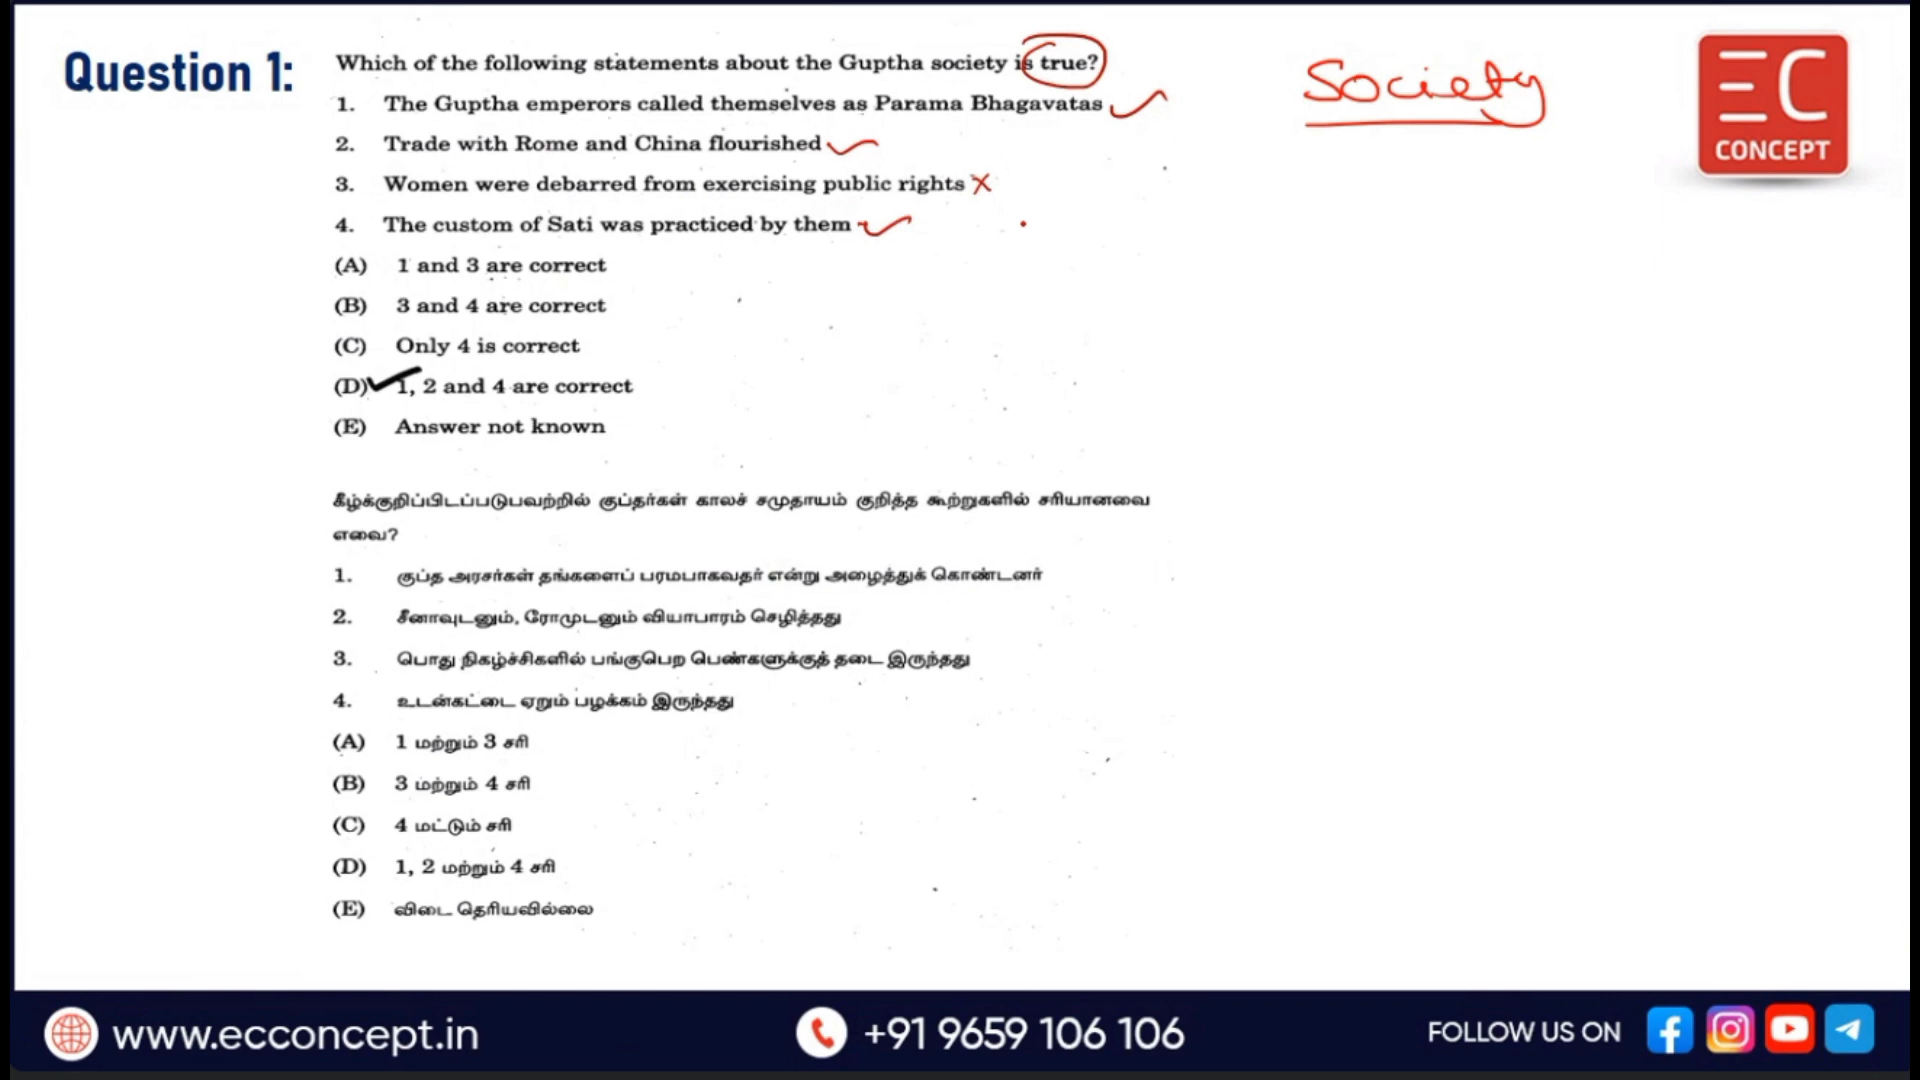 Question 1:
Which of the following statements about the Guptha society is true?
1. The Guptha emperors called themselves as Parama Bhagavatas
2. Trade with Rome and China flourished
3. Women were debarred from exercising public rights
4. The custom of Sati was practiced by them
(A) 1 and 3 are correct
(B) 3 and 4 are correct
(C) Only 4 is correct
(D) 1, 2 and 4 are correct
(E) Answer not known
Society
EC
CONCEPT
கீழ்க்குறிப்பிடப்படுபவற்றில் குப்தர்கள் காலச் சமுதாயம் குறித்த கூற்றுகளில் சரியானவை
எவை?
1. குப்த அரசர்கள் தங்களைப் பரமபாகவதர் என்று அழைத்துக் கொண்டனர்
2. சீனாவுடனும், ரோமுடனும் வியாபாரம் செழித்தது
3. பொது நிகழ்ச்சிகளில் பங்குபெற பெண்களுக்குத் தடை இருந்தது
4. உடன்கட்டை ஏறும் பழக்கம் இருந்தது
(A) 1 மற்றும் 3 சரி
(B) 3 மற்றும் 4 சரி
(C) 4 மட்டும் சரி
(D) 1, 2 மற்றும் 4 சரி
(E) விடை தெரியவில்லை
www.ecconcept.in
+91 9659 106 106
FOLLOW US ON